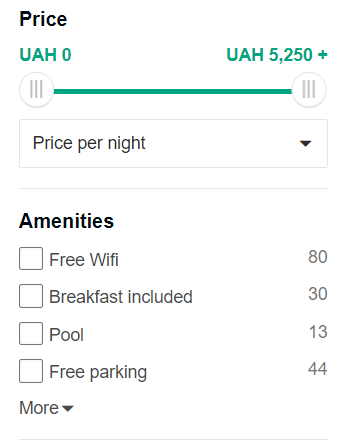 Price
UAH 0 UAH 5,250 +
Price per night
Amenities
Free Wifi 80
Breakfast included 30
Pool 13
Free parking 44
More